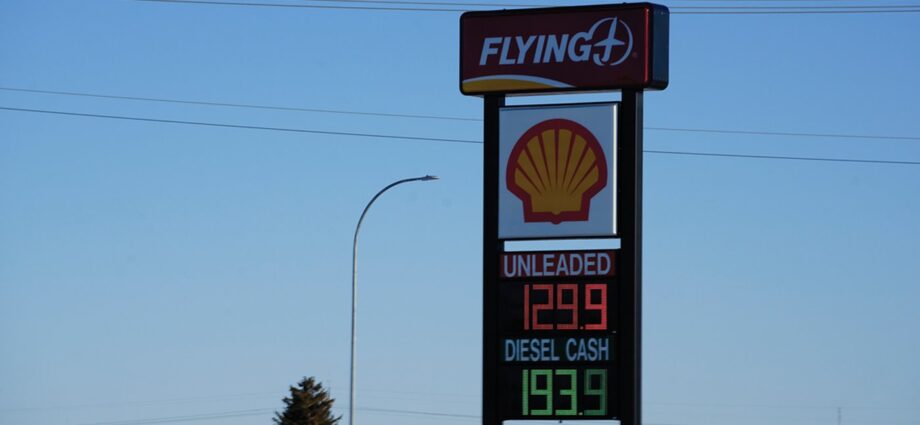 FLYING J
UNLEADED
129.9
DIESEL CASH
193.9